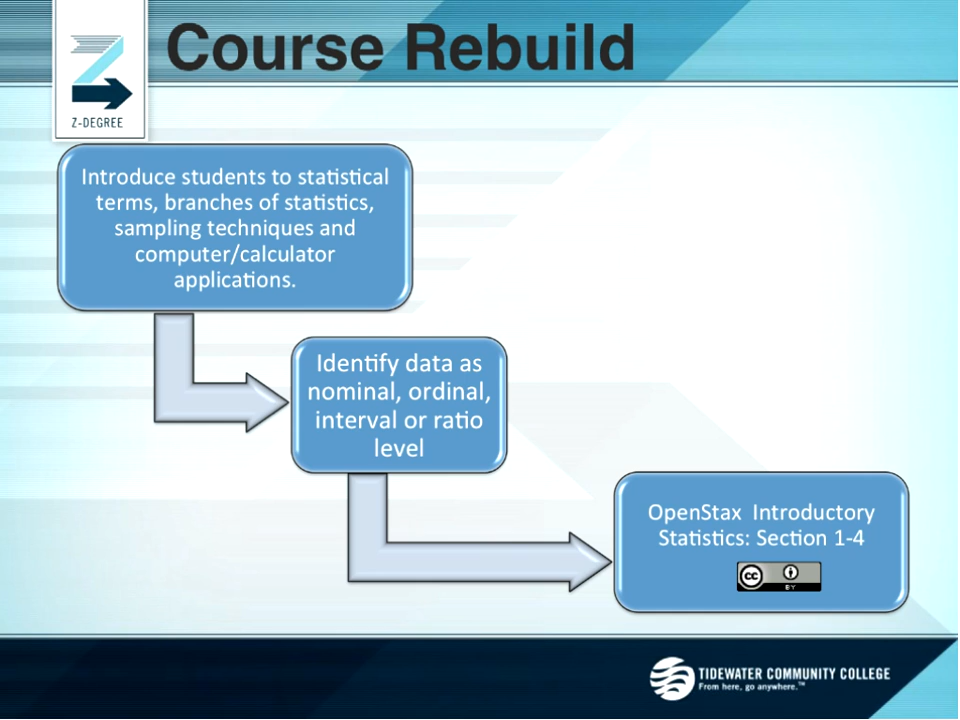 Course Rebuild
Z-DEGREE
Introduce students to statistical
terms, branches of statistics,
sampling techniques and
computer/calculator
applications.
Identify data as
nominal, ordinal,
interval or ratio
level
OpenStax Introductory
Statistics: Section 1-4
cc
BY
TIDEWATER COMMUNITY COLLEGE
From here, go anywhere.™